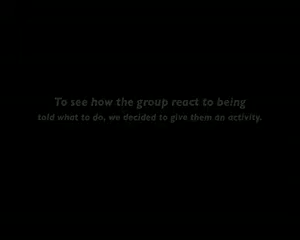 To see how the group react to being
told what to do, we decided to give them an activity.